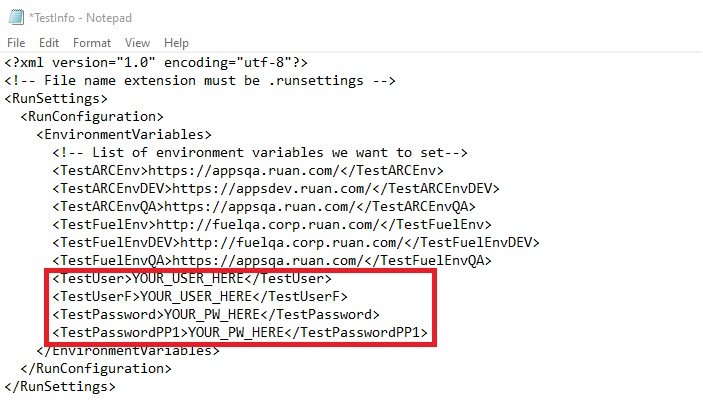 *TestInfo - Notepad
File Edit Format View Help
<?xml version="1.0" encoding="utf-8"?>
<!-- File name extension must be .runsettings -->
<RunSettings>
  <RunConfiguration>
    <EnvironmentVariables>
      <!-- List of environment variables we want to set-->
      <TestARCEnv>https://appsqa.ruan.com/</TestARCEnv>
      <TestARCEnvDEV>https://appsdev.ruan.com/</TestARCEnvDEV>
      <TestARCEnvQA>https://appsqa.ruan.com/</TestARCEnvQA>
      <TestFuelEnv>http://fuelqa.corp.ruan.com/</TestFuelEnv>
      <TestFuelEnvDEV>http://fuelqa.corp.ruan.com/</TestFuelEnvDEV>
      <TestFuelEnvQA>https://appsqa.ruan.com/</TestFuelEnvQA>
      <TestUser>YOUR_USER_HERE</TestUser>
      <TestUserF>YOUR_USER_HERE</TestUserF>
      <TestPassword>YOUR_PW_HERE</TestPassword>
      <TestPasswordPP1>YOUR_PW_HERE</TestPasswordPP1>
    </EnvironmentVariables>
  </RunConfiguration>
</RunSettings>